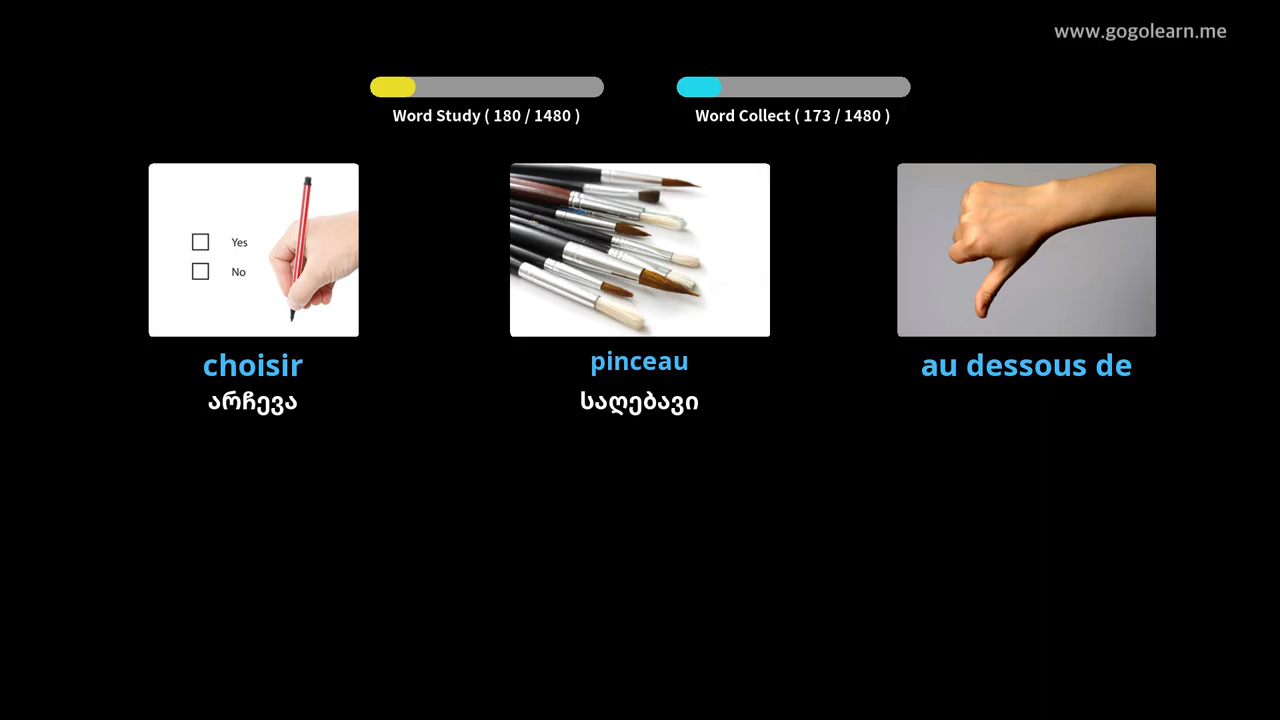 www.gogolearn.me
Word Study ( 180 / 1480 )
Word Collect ( 173 / 1480 )
Yes
No
choisir
pinceau
au dessous de
არჩევა
საღებავი